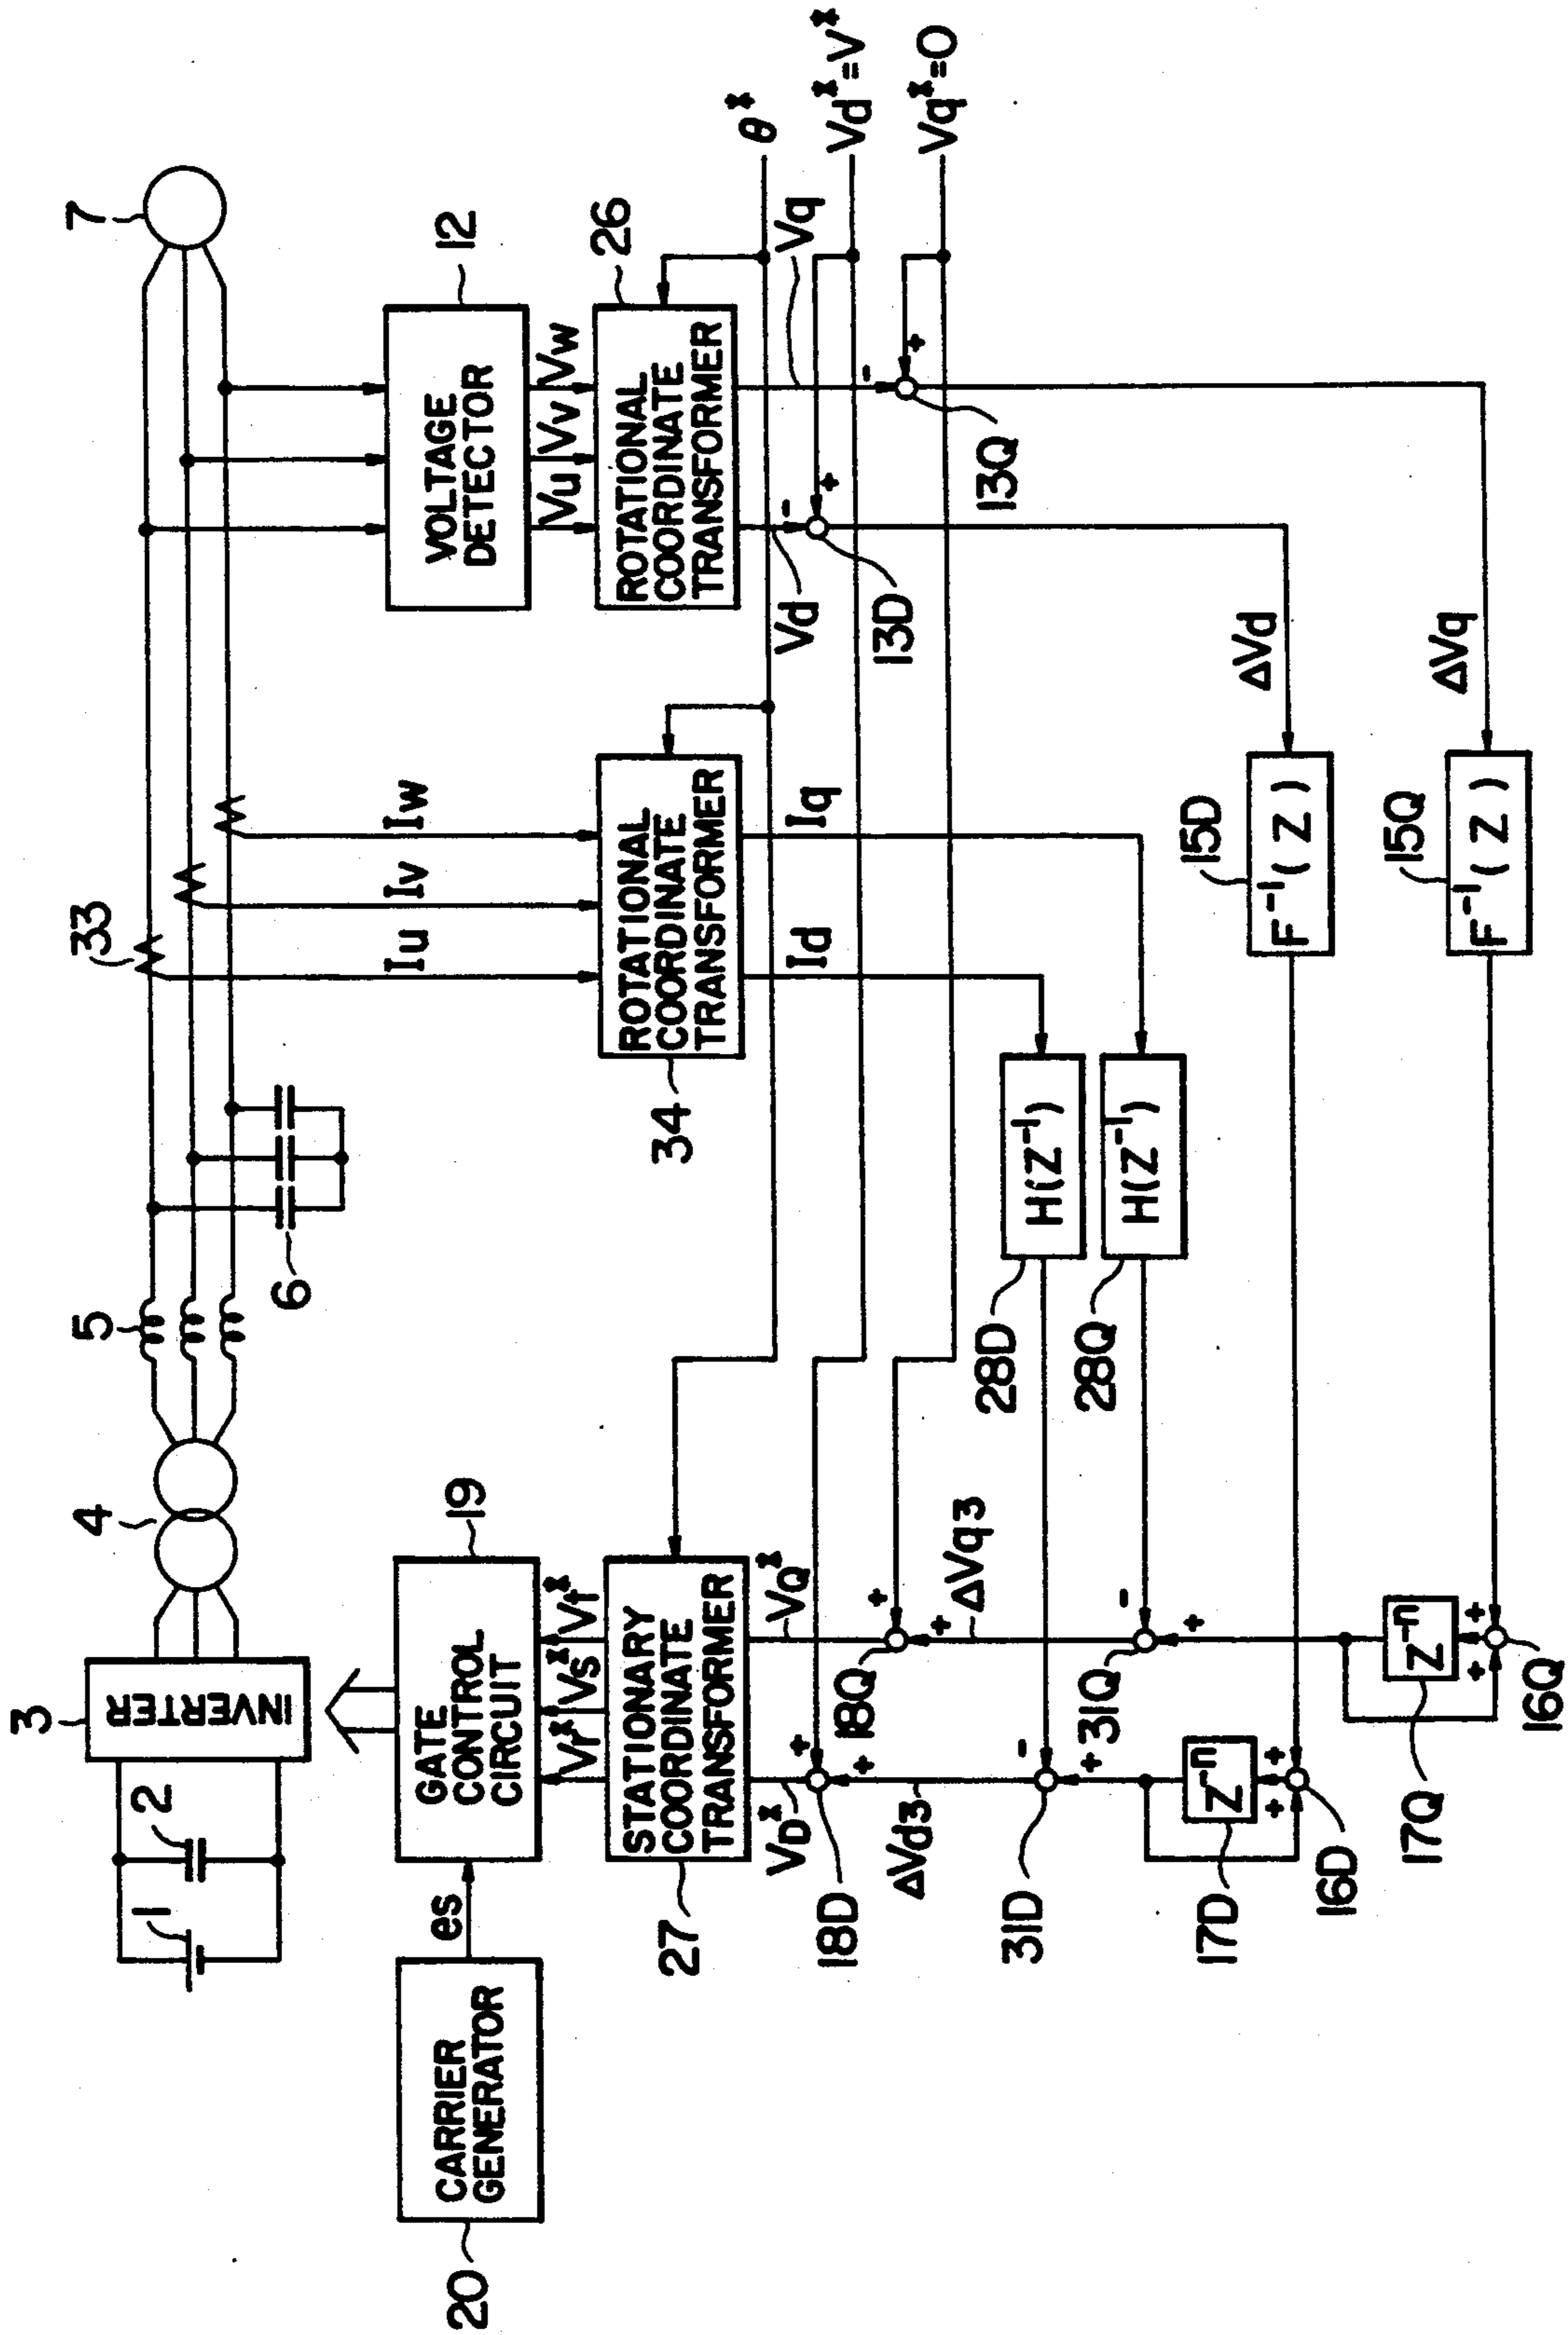 3
4
5
33
7
1
2
INVERTER
6
Iu
Iv
Iw
20
CARRIER
GENERATOR
es
19
GATE
CONTROL
CIRCUIT
12
VOLTAGE
DETECTOR
Vr*
Vs*
Vt*
Vu
Vv
Vw
27
STATIONARY
COORDINATE
TRANSFORMER
34
ROTATIONAL
COORDINATE
TRANSFORMER
26
ROTATIONAL
COORDINATE
TRANSFORMER
θ*
VD*
VQ*
Id
Iq
Vd
Vq
Vd*=V*
Vq*=0
+
+
-
+
-
+
18D
+
18Q
+
13D
13Q
ΔVd3
ΔVq3
28D
H(Z⁻¹)
28Q
H(Z⁻¹)
31D
-
+
31Q
-
+
17D
Z⁻ⁿ
15D
F⁻¹(Z)
ΔVd
16D
+
+
17Q
Z⁻ⁿ
15Q
F⁻¹(Z)
ΔVq
16Q
+
+